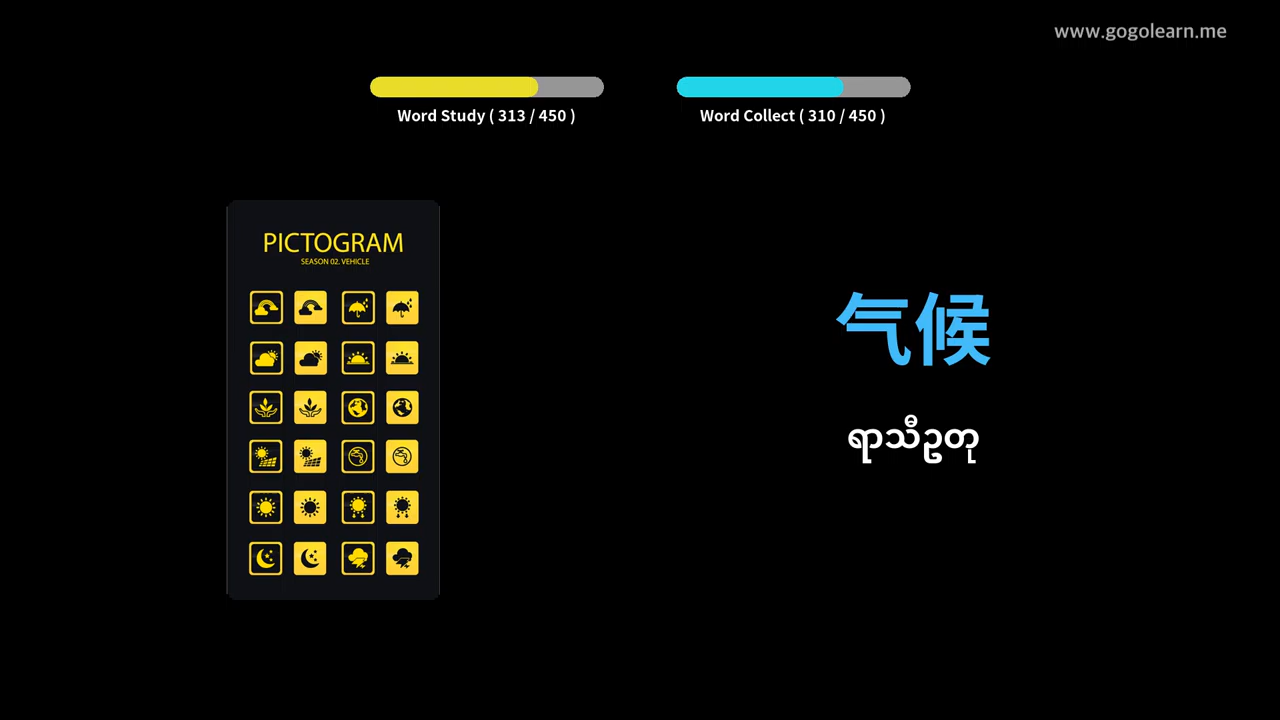 www.gogolearn.me
Word Study ( 313 / 450 )
Word Collect ( 310 / 450 )
PICTOGRAM
SEASON 02. VEHICLE
气候
ရာသီဥတု